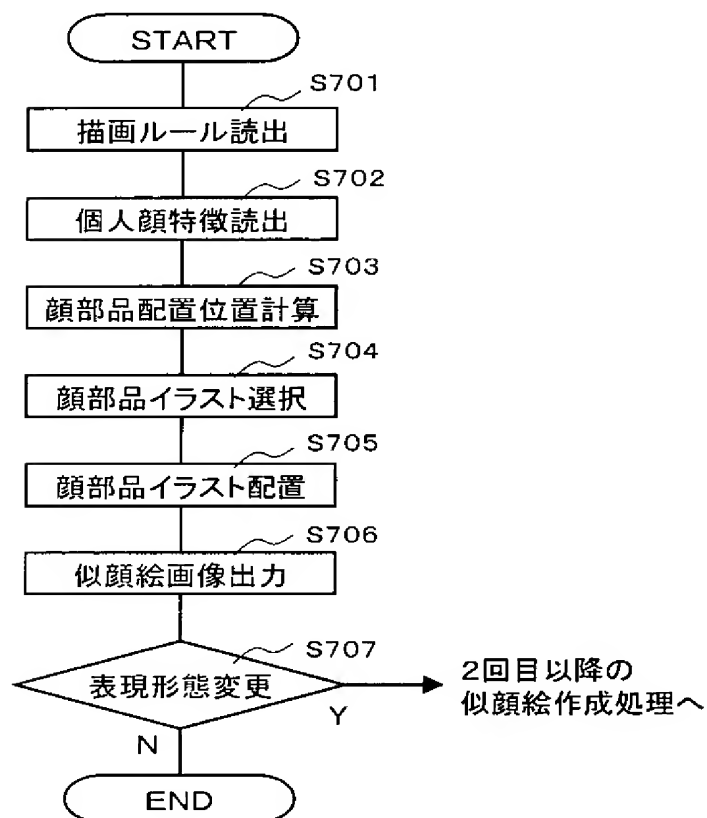 START
S701
描画ルール読出
S702
個人顔特徴読出
S703
顔部品配置位置計算
S704
顔部品イラスト選択
S705
顔部品イラスト配置
S706
似顔絵画像出力
S707
表現形態変更
2回目以降の
似顔絵作成処理へ
Y
N
END